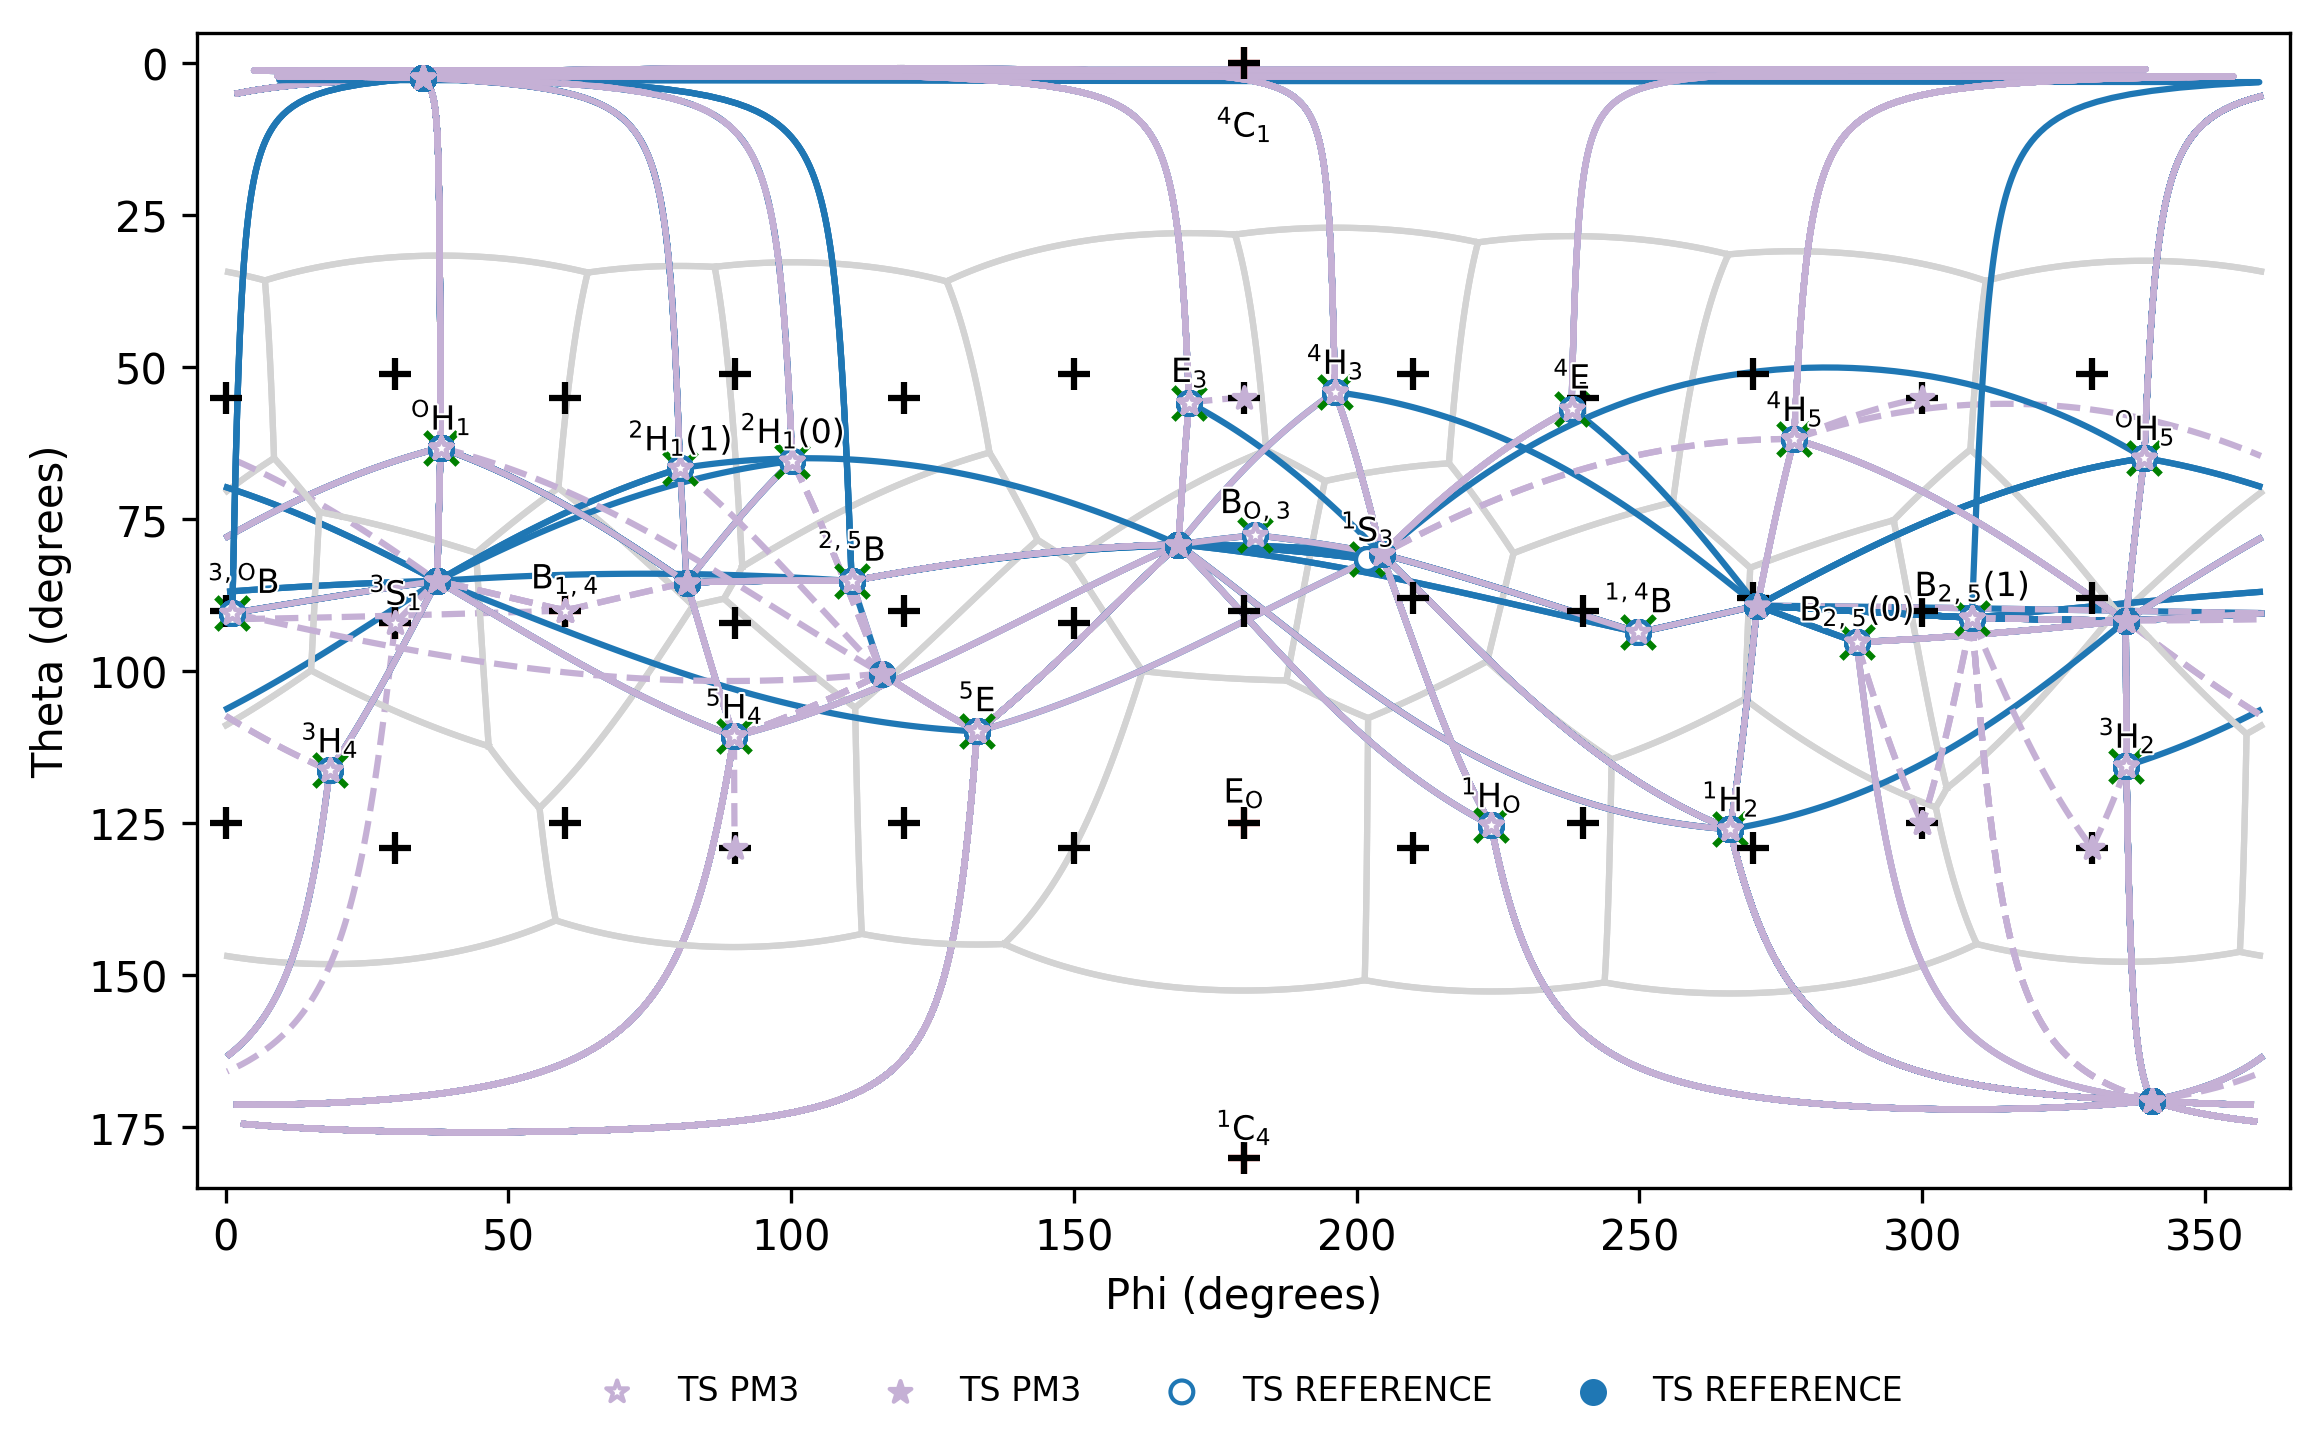 0
⁴C₁
25
50
E₃
⁴H₃
⁴E
⁴H₅
ᴼH₁
²H₁(1)
²H₁(0)
ᴼH₅
75
B_O,₃
¹S₃
²,⁵B
³,ᴼB
³S₁
B₁,₄
¹,⁴B
B₂,₅(0)
B₂,₅(1)
Theta (degrees)
100
³H₄
⁵H₄
⁵E
³H₂
125
E_O
¹H_O
¹H₂
150
175
¹C₄
0 50 100 150 200 250 300 350
Phi (degrees)
TS PM3 TS PM3 TS REFERENCE TS REFERENCE